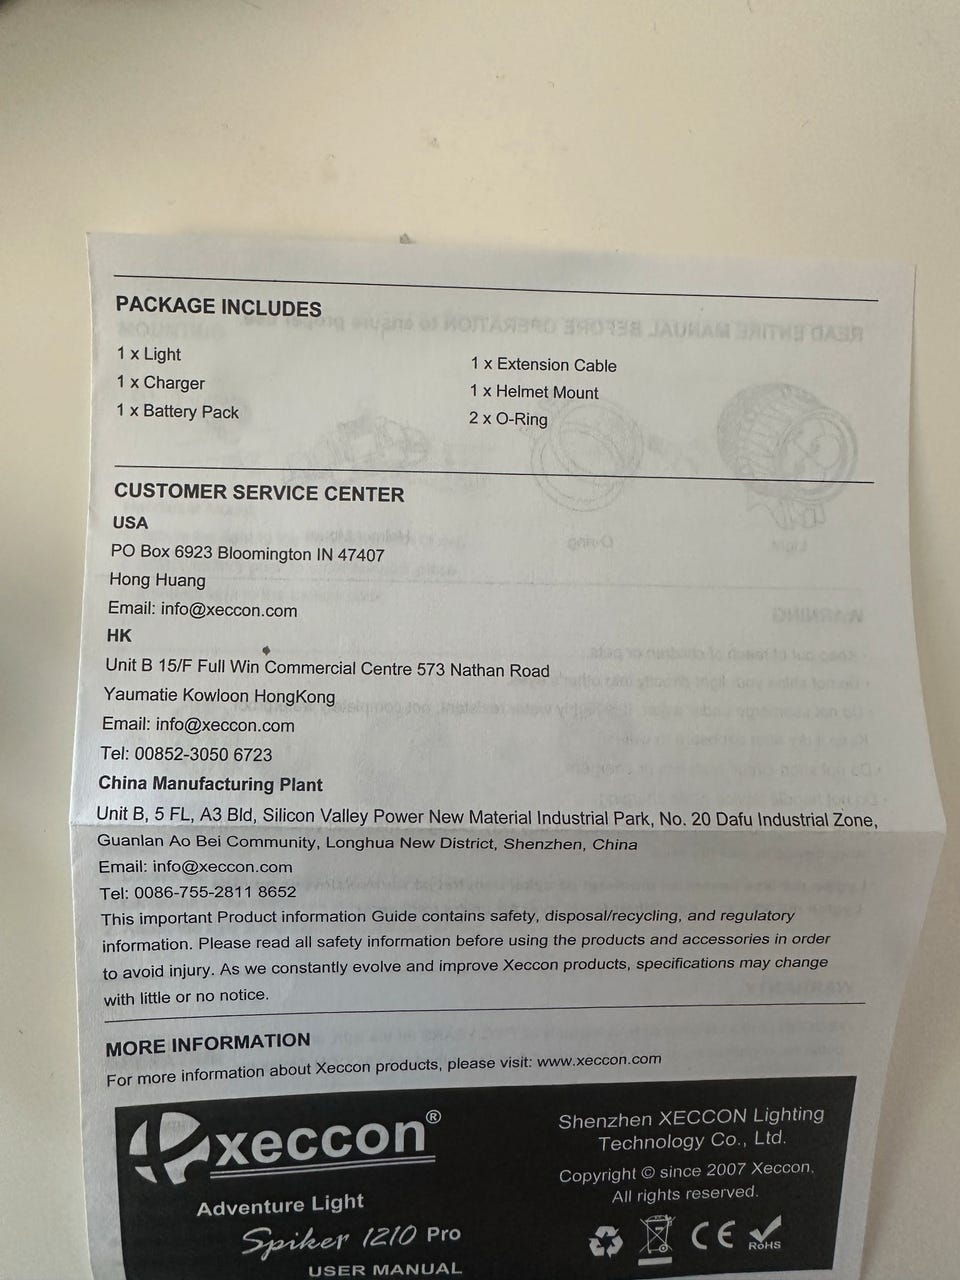 PACKAGE INCLUDES
1 x Light
1 x Charger
1 x Battery Pack
1 x Extension Cable
1 x Helmet Mount
2 x O-Ring
CUSTOMER SERVICE CENTER
USA
PO Box 6923 Bloomington IN 47407
Hong Huang
Email: info@xeccon.com
HK
Unit B 15/F Full Win Commercial Centre 573 Nathan Road
Yaumatie Kowloon HongKong
Email: info@xeccon.com
Tel: 00852-3050 6723
China Manufacturing Plant
Unit B, 5 FL, A3 Bld, Silicon Valley Power New Material Industrial Park, No. 20 Dafu Industrial Zone,
Guanlan Ao Bei Community, Longhua New District, Shenzhen, China
Email: info@xeccon.com
Tel: 0086-755-2811 8652
This important Product information Guide contains safety, disposal/recycling, and regulatory
information. Please read all safety information before using the products and accessories in order
to avoid injury. As we constantly evolve and improve Xeccon products, specifications may change
with little or no notice.
MORE INFORMATION
For more information about Xeccon products, please visit: www.xeccon.com
xeccon®
Adventure Light
Spiker 1210 Pro
USER MANUAL
Shenzhen XECCON Lighting
Technology Co., Ltd.
Copyright © since 2007 Xeccon.
All rights reserved.
CE
RoHS